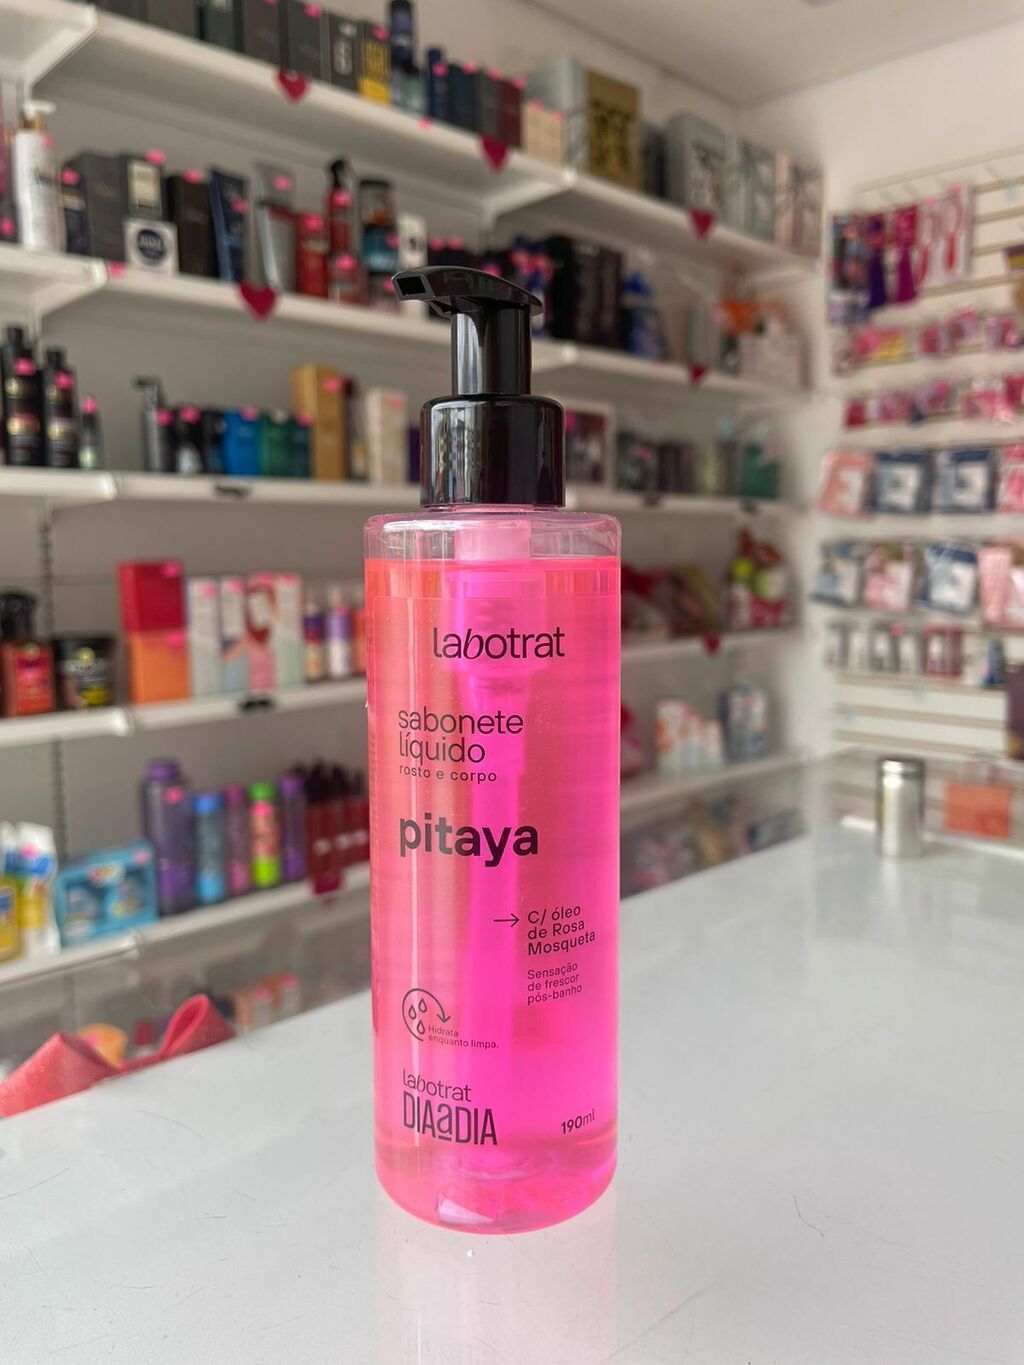 labotrat
sabonete
líquido
rosto e corpo
pitaya
→ C/ óleo
de Rosa
Mosqueta
Sensação
de frescor
pós-banho
Hidrata
enquanto limpa.
labotrat
DIAaDIA
190ml